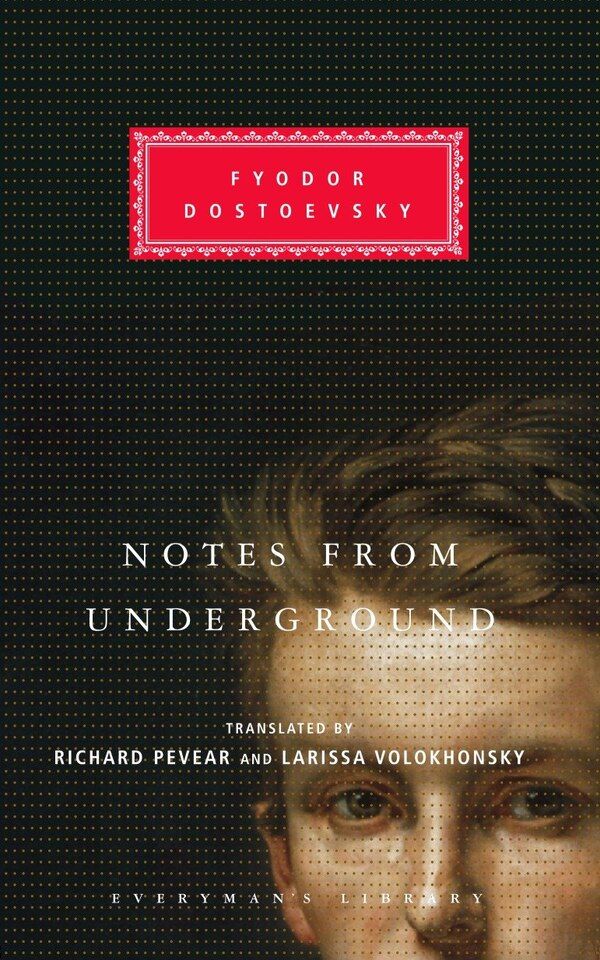 FYODOR
DOSTOEVSKY
NOTES FROM
UNDERGROUND
TRANSLATED BY
RICHARD PEVEAR AND LARISSA VOLOKHONSKY
EVERYMAN'S LIBRARY